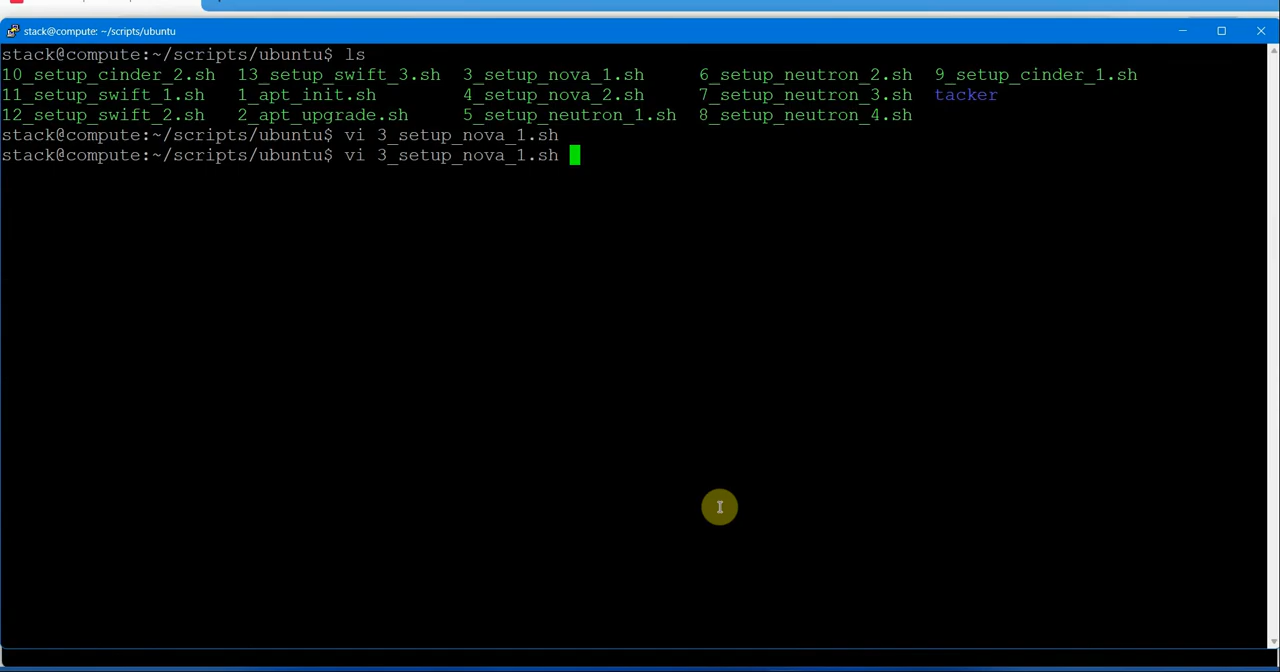 stack@compute: ~/scripts/ubuntu
stack@compute:~/scripts/ubuntu$ ls
10_setup_cinder_2.sh 13_setup_swift_3.sh 3_setup_nova_1.sh 6_setup_neutron_2.sh 9_setup_cinder_1.sh
11_setup_swift_1.sh 1_apt_init.sh 4_setup_nova_2.sh 7_setup_neutron_3.sh tacker
12_setup_swift_2.sh 2_apt_upgrade.sh 5_setup_neutron_1.sh 8_setup_neutron_4.sh
stack@compute:~/scripts/ubuntu$ vi 3_setup_nova_1.sh
stack@compute:~/scripts/ubuntu$ vi 3_setup_nova_1.sh